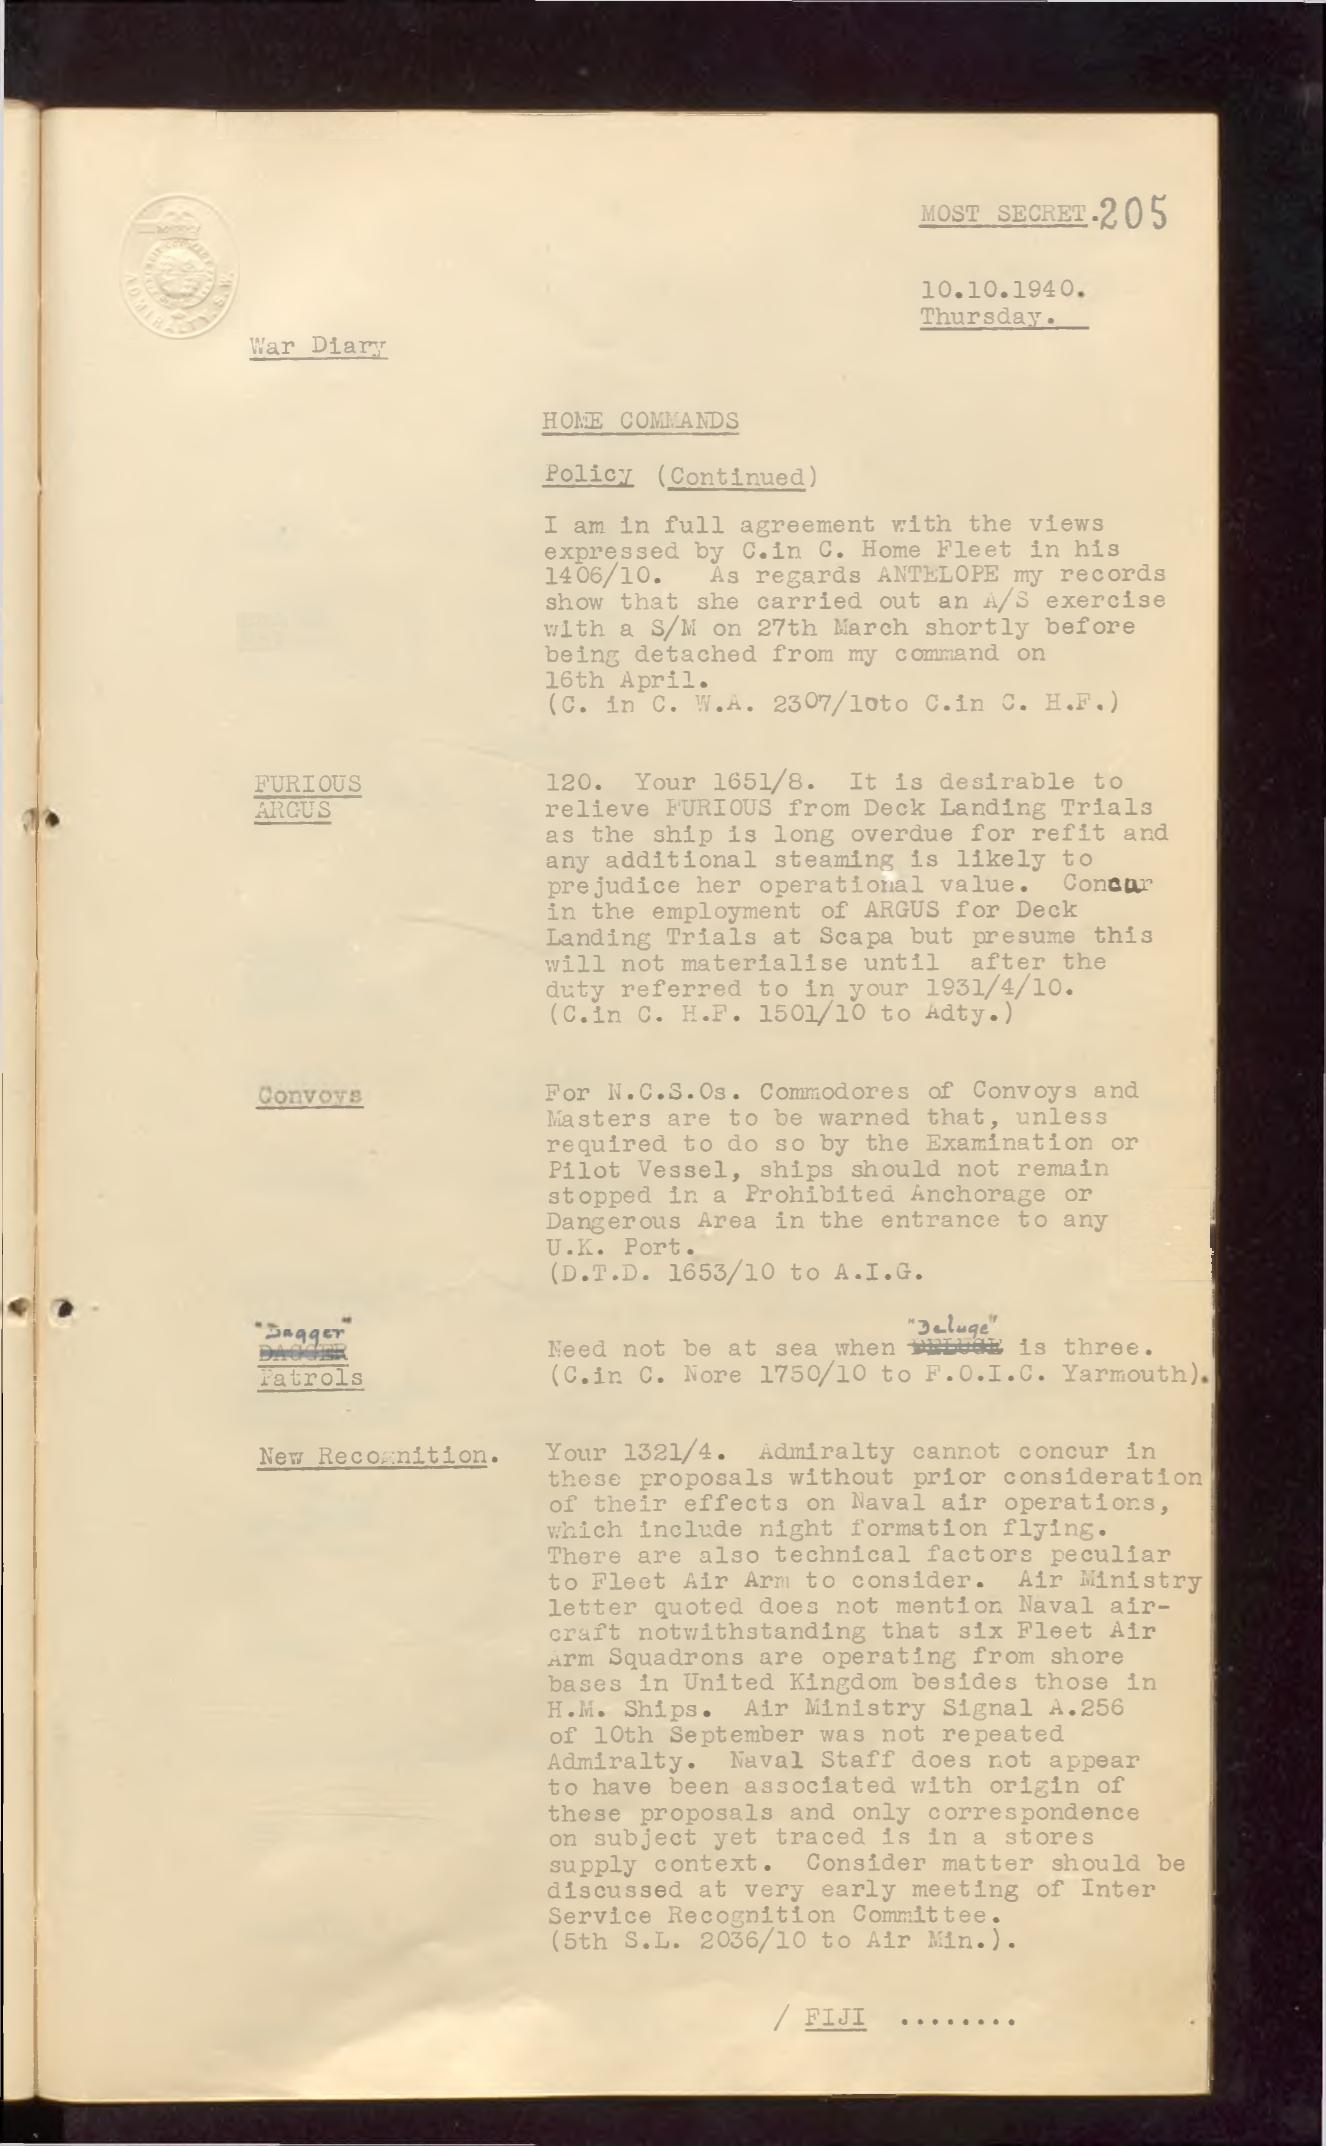 MOST SECRET.205
10.10.1940.
Thursday.
ADMIRALTY. S.W.
War Diary
HOME COMMANDS
Policy (Continued)
I am in full agreement with the views
expressed by C.in C. Home Fleet in his
1406/10. As regards ANTELOPE my records
show that she carried out an A/S exercise
with a S/M on 27th March shortly before
being detached from my command on
16th April.
(C. in C. W.A. 2307/10to C.in C. H.F.)
FURIOUS
ARGUS
120. Your 1651/8. It is desirable to
relieve FURIOUS from Deck Landing Trials
as the ship is long overdue for refit and
any additional steaming is likely to
prejudice her operational value. Concur
in the employment of ARGUS for Deck
Landing Trials at Scapa but presume this
will not materialise until after the
duty referred to in your 1931/4/10.
(C.in C. H.F. 1501/10 to Adty.)
Convoys
For N.C.S.Os. Commodores of Convoys and
Masters are to be warned that, unless
required to do so by the Examination or
Pilot Vessel, ships should not remain
stopped in a Prohibited Anchorage or
Dangerous Area in the entrance to any
U.K. Port.
(D.T.D. 1653/10 to A.I.G.
"Dagger"
DAGGER
Patrols
"Deluge"
Need not be at sea when DELUGE is three.
(C.in C. Nore 1750/10 to F.O.I.C. Yarmouth).
New Recognition.
Your 1321/4. Admiralty cannot concur in
these proposals without prior consideration
of their effects on Naval air operations,
which include night formation flying.
There are also technical factors peculiar
to Fleet Air Arm to consider. Air Ministry
letter quoted does not mention Naval air-
craft notwithstanding that six Fleet Air
Arm Squadrons are operating from shore
bases in United Kingdom besides those in
H.M. Ships. Air Ministry Signal A.256
of 10th September was not repeated
Admiralty. Naval Staff does not appear
to have been associated with origin of
these proposals and only correspondence
on subject yet traced is in a stores
supply context. Consider matter should be
discussed at very early meeting of Inter
Service Recognition Committee.
(5th S.L. 2036/10 to Air Min.).
/ FIJI ........